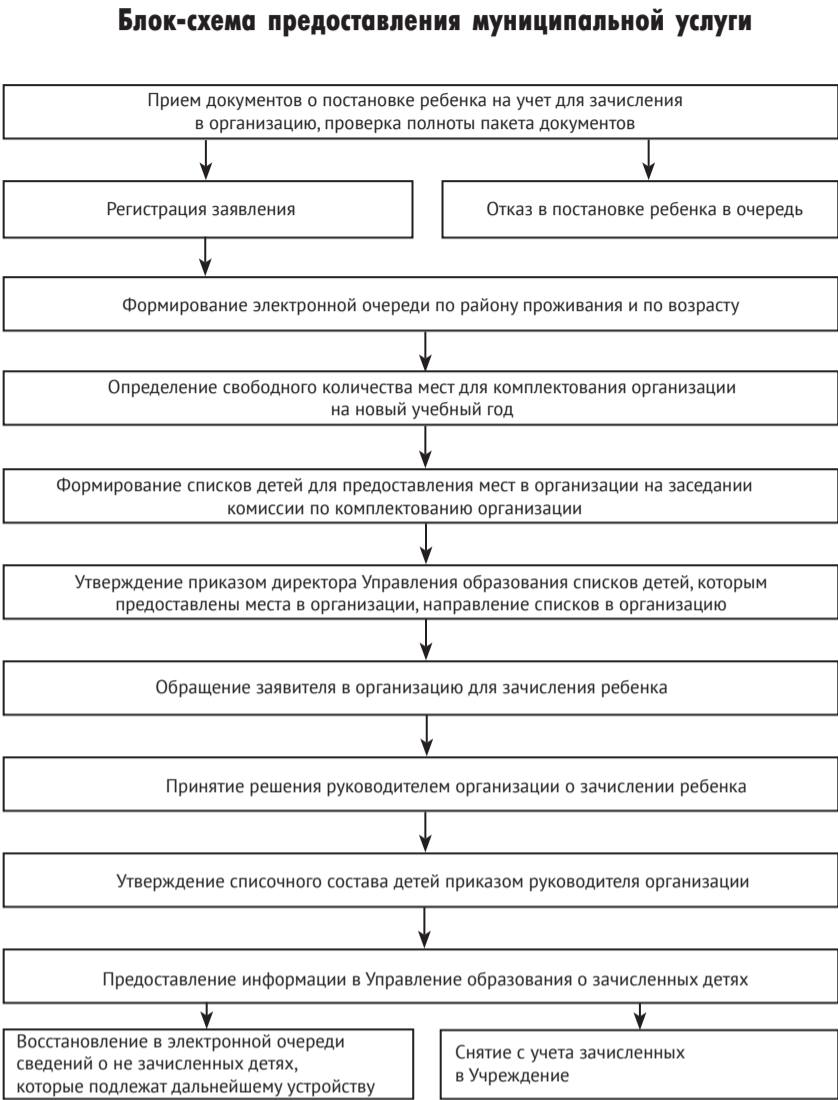 Блок-схема предоставления муниципальной услуги
Прием документов о постановке ребенка на учет для зачисления
в организацию, проверка полноты пакета документов
Регистрация заявления
Отказ в постановке ребенка в очередь
Формирование электронной очереди по району проживания и по возрасту
Определение свободного количества мест для комплектования организации
на новый учебный год
Формирование списков детей для предоставления мест в организации на заседании
комиссии по комплектованию организации
Утверждение приказом директора Управления образования списков детей, которым
предоставлены места в организации, направление списков в организацию
Обращение заявителя в организацию для зачисления ребенка
Принятие решения руководителем организации о зачислении ребенка
Утверждение списочного состава детей приказом руководителя организации
Предоставление информации в Управление образования о зачисленных детях
Восстановление в электронной очереди
сведений о не зачисленных детях,
которые подлежат дальнейшему устройству
Снятие с учета зачисленных
в Учреждение